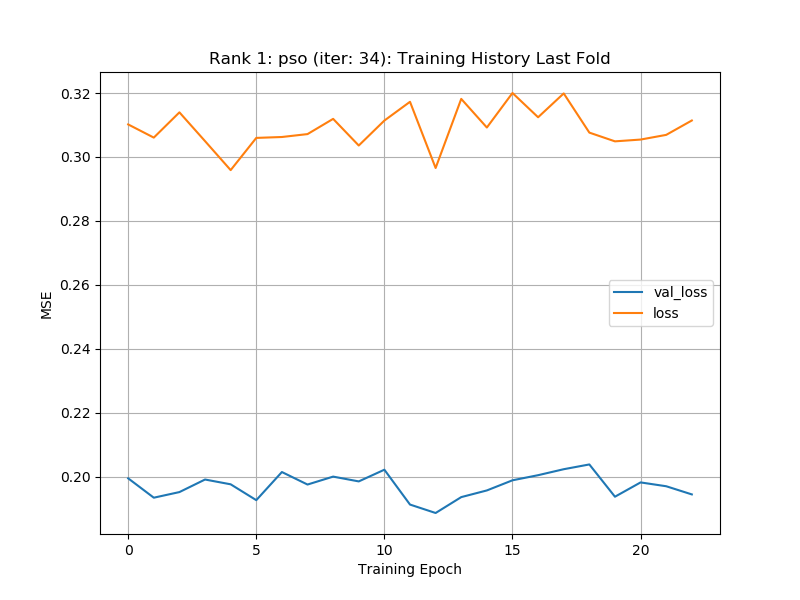 Rank 1: pso (iter: 34): Training History Last Fold
0.32
0.30
0.28
0.26
0.24
0.22
0.20
MSE
val_loss
loss
0 5 10 15 20
Training Epoch